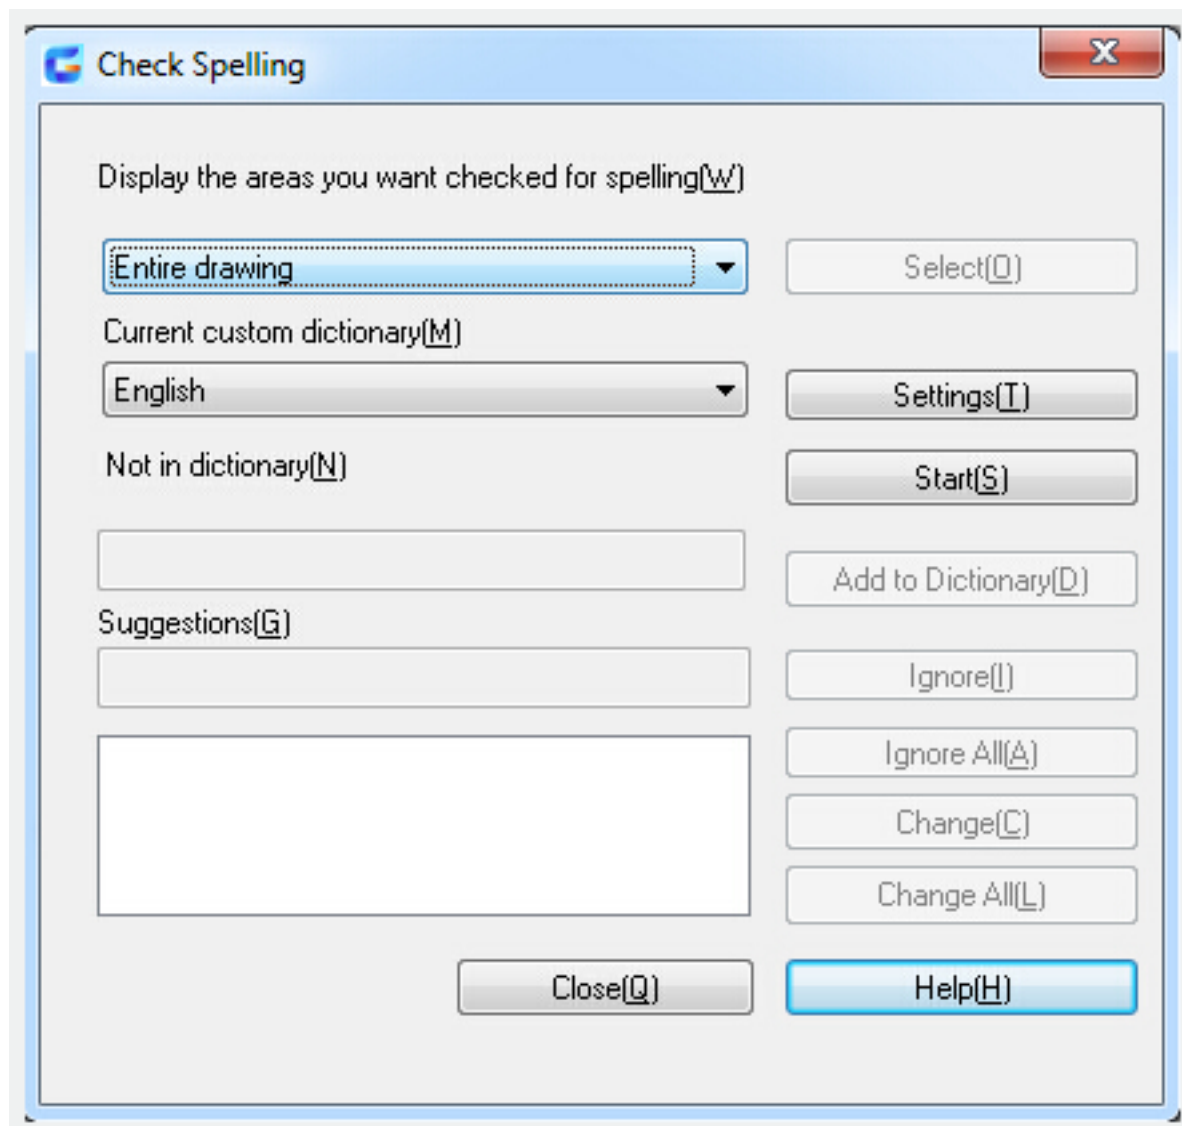 Check Spelling
Display the areas you want checked for spelling(W)
Entire drawing
Select(O)
Current custom dictionary(M)
English
Settings(T)
Not in dictionary(N)
Start(S)
Add to Dictionary(D)
Suggestions(G)
Ignore(I)
Ignore All(A)
Change(C)
Change All(L)
Close(Q)
Help(H)